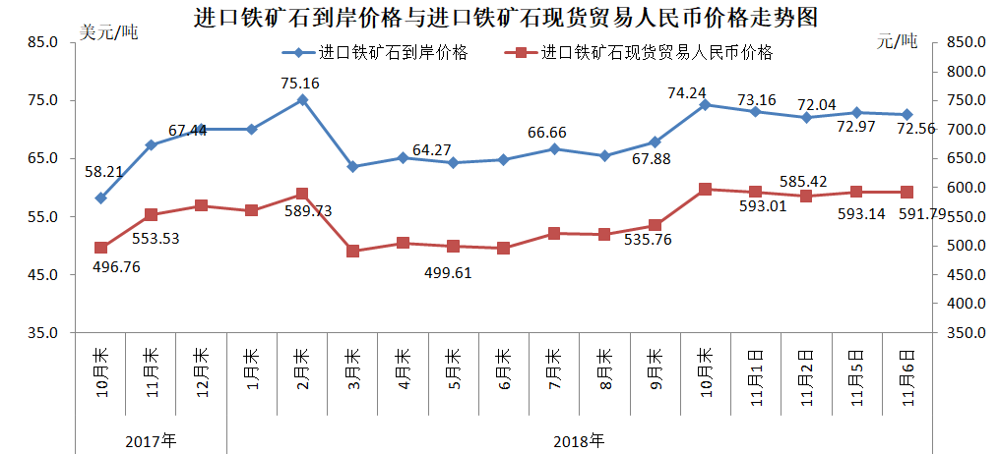 进口铁矿石到岸价格与进口铁矿石现货贸易人民币价格走势图
美元/吨
元/吨
进口铁矿石到岸价格
进口铁矿石现货贸易人民币价格
85.0
75.0
65.0
55.0
45.0
35.0
850.0
800.0
750.0
700.0
650.0
600.0
550.0
500.0
450.0
400.0
350.0
58.21
67.44
75.16
64.27
66.66
67.88
74.24
73.16
72.04
72.97
72.56
496.76
553.53
589.73
499.61
535.76
593.01
585.42
593.14
591.79
10月末
11月末
12月末
1月末
2月末
3月末
4月末
5月末
6月末
7月末
8月末
9月末
10月末
11月1日
11月2日
11月5日
11月6日
2017年
2018年